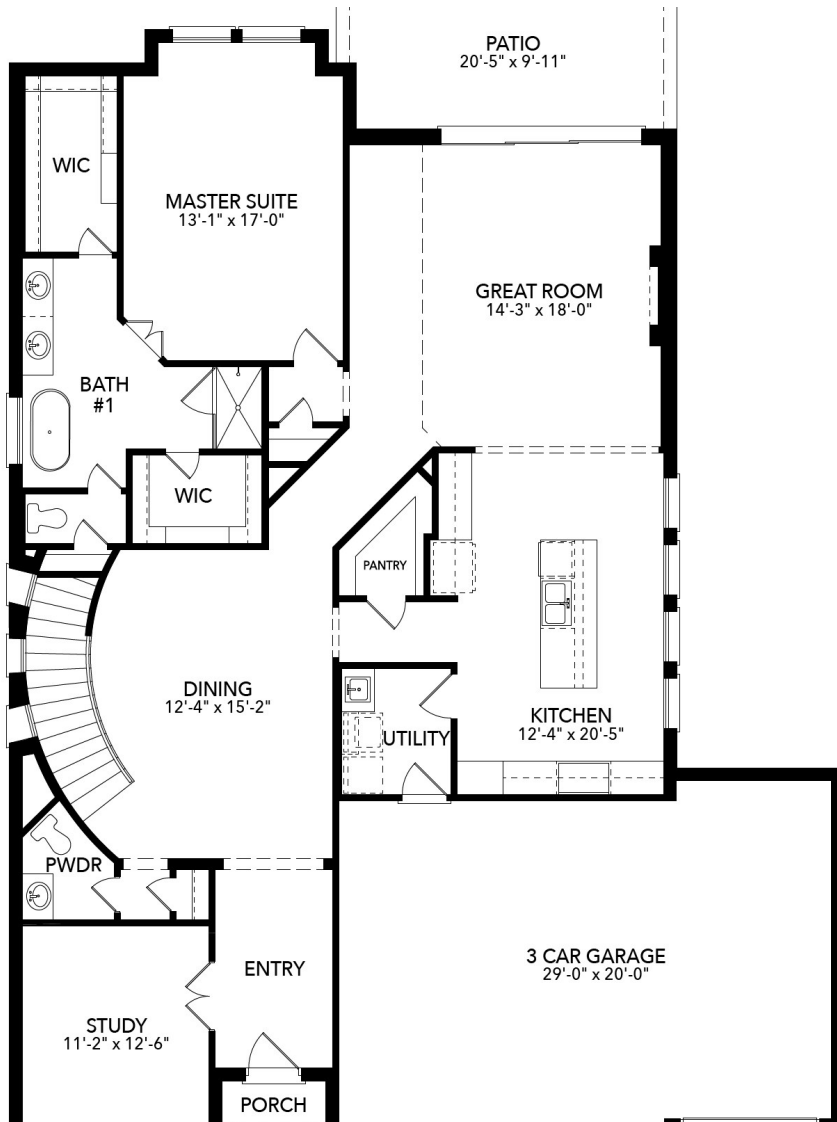 PATIO
20'-5" x 9'-11"
WIC
MASTER SUITE
13'-1" x 17'-0"
GREAT ROOM
14'-3" x 18'-0"
BATH
#1
WIC
PANTRY
DINING
12'-4" x 15'-2"
KITCHEN
12'-4" x 20'-5"
UTILITY
PWDR
ENTRY
3 CAR GARAGE
29'-0" x 20'-0"
STUDY
11'-2" x 12'-6"
PORCH